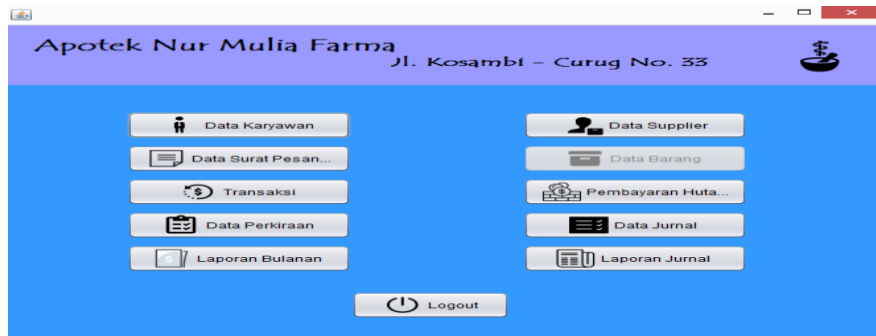 Apotek Nur Mulia Farma
Jl. Kosambi - Curug No. 33
Data Karyawan
Data Supplier
Data Surat Pesan...
Data Barang
Transaksi
Pembayaran Huta...
Data Perkiraan
Data Jurnal
Laporan Bulanan
Laporan Jurnal
Logout